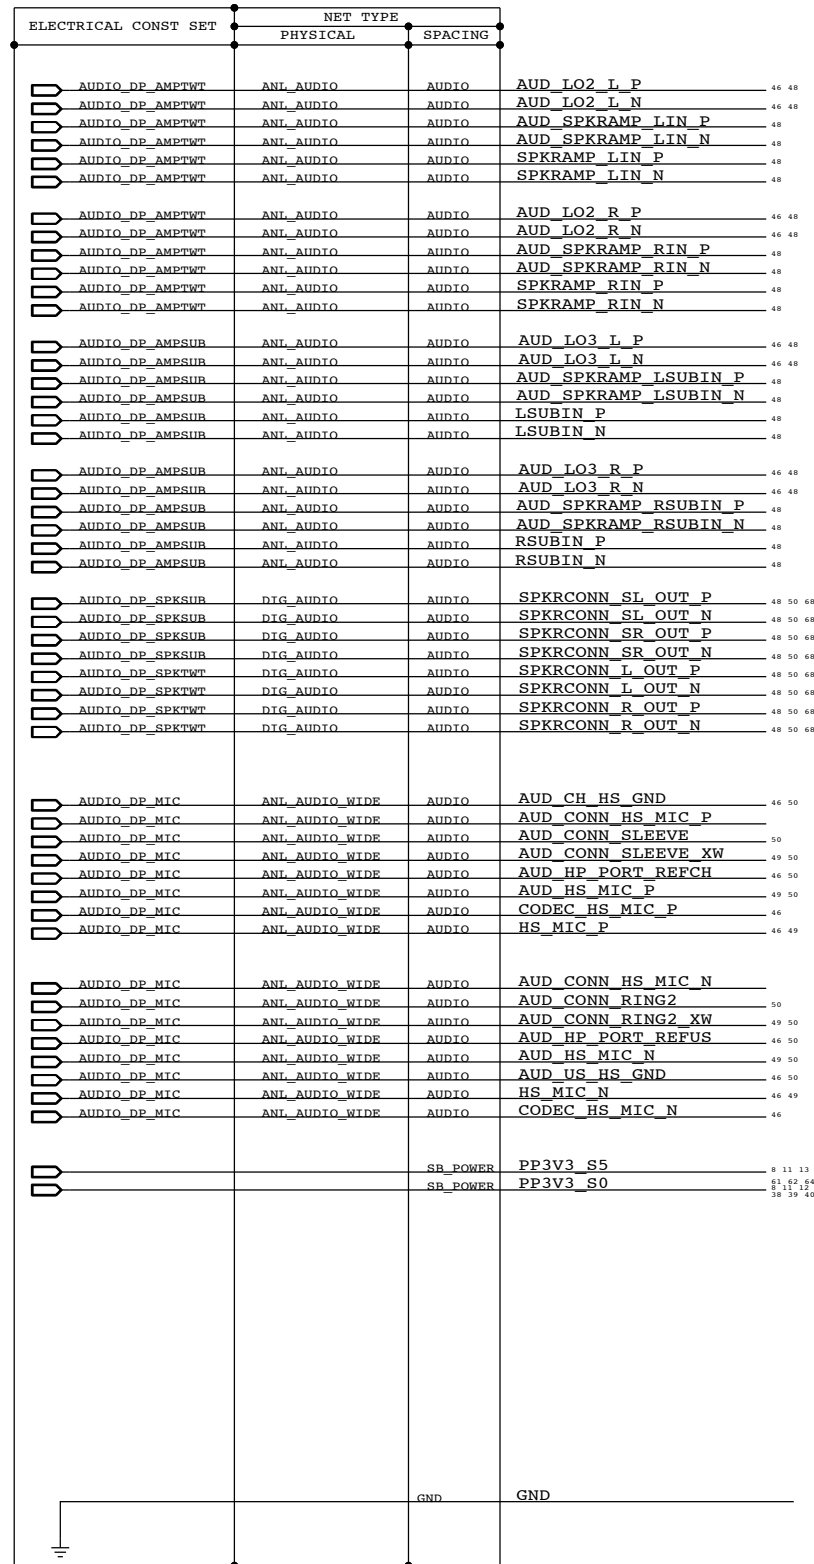 ELECTRICAL CONST SET NET TYPE
PHYSICAL SPACING
AUDIO_DP_AMPTWT ANL_AUDIO AUDIO AUD_LO2_L_P 46 48
AUDIO_DP_AMPTWT ANL_AUDIO AUDIO AUD_LO2_L_N 46 48
AUDIO_DP_AMPTWT ANL_AUDIO AUDIO AUD_SPKRAMP_LIN_P 48
AUDIO_DP_AMPTWT ANL_AUDIO AUDIO AUD_SPKRAMP_LIN_N 48
AUDIO_DP_AMPTWT ANL_AUDIO AUDIO SPKRAMP_LIN_P 48
AUDIO_DP_AMPTWT ANL_AUDIO AUDIO SPKRAMP_LIN_N 48
AUDIO_DP_AMPTWT ANL_AUDIO AUDIO AUD_LO2_R_P 46 48
AUDIO_DP_AMPTWT ANL_AUDIO AUDIO AUD_LO2_R_N 46 48
AUDIO_DP_AMPTWT ANL_AUDIO AUDIO AUD_SPKRAMP_RIN_P 48
AUDIO_DP_AMPTWT ANL_AUDIO AUDIO AUD_SPKRAMP_RIN_N 48
AUDIO_DP_AMPTWT ANL_AUDIO AUDIO SPKRAMP_RIN_P 48
AUDIO_DP_AMPTWT ANL_AUDIO AUDIO SPKRAMP_RIN_N 48
AUDIO_DP_AMPSUB ANL_AUDIO AUDIO AUD_LO3_L_P 46 48
AUDIO_DP_AMPSUB ANL_AUDIO AUDIO AUD_LO3_L_N 46 48
AUDIO_DP_AMPSUB ANL_AUDIO AUDIO AUD_SPKRAMP_LSUBIN_P 48
AUDIO_DP_AMPSUB ANL_AUDIO AUDIO AUD_SPKRAMP_LSUBIN_N 48
AUDIO_DP_AMPSUB ANL_AUDIO AUDIO LSUBIN_P 48
AUDIO_DP_AMPSUB ANL_AUDIO AUDIO LSUBIN_N 48
AUDIO_DP_AMPSUB ANL_AUDIO AUDIO AUD_LO3_R_P 46 48
AUDIO_DP_AMPSUB ANL_AUDIO AUDIO AUD_LO3_R_N 46 48
AUDIO_DP_AMPSUB ANL_AUDIO AUDIO AUD_SPKRAMP_RSUBIN_P 48
AUDIO_DP_AMPSUB ANL_AUDIO AUDIO AUD_SPKRAMP_RSUBIN_N 48
AUDIO_DP_AMPSUB ANL_AUDIO AUDIO RSUBIN_P 48
AUDIO_DP_AMPSUB ANL_AUDIO AUDIO RSUBIN_N 48
AUDIO_DP_SPKSUB DIG_AUDIO AUDIO SPKRCONN_SL_OUT_P 48 50 68
AUDIO_DP_SPKSUB DIG_AUDIO AUDIO SPKRCONN_SL_OUT_N 48 50 68
AUDIO_DP_SPKSUB DIG_AUDIO AUDIO SPKRCONN_SR_OUT_P 48 50 68
AUDIO_DP_SPKSUB DIG_AUDIO AUDIO SPKRCONN_SR_OUT_N 48 50 68
AUDIO_DP_SPKTWT DIG_AUDIO AUDIO SPKRCONN_L_OUT_P 48 50 68
AUDIO_DP_SPKTWT DIG_AUDIO AUDIO SPKRCONN_L_OUT_N 48 50 68
AUDIO_DP_SPKTWT DIG_AUDIO AUDIO SPKRCONN_R_OUT_P 48 50 68
AUDIO_DP_SPKTWT DIG_AUDIO AUDIO SPKRCONN_R_OUT_N 48 50 68
AUDIO_DP_MIC ANL_AUDIO_WIDE AUDIO AUD_CH_HS_GND 46 50
AUDIO_DP_MIC ANL_AUDIO_WIDE AUDIO AUD_CONN_HS_MIC_P
AUDIO_DP_MIC ANL_AUDIO_WIDE AUDIO AUD_CONN_SLEEVE 50
AUDIO_DP_MIC ANL_AUDIO_WIDE AUDIO AUD_CONN_SLEEVE_XW 49 50
AUDIO_DP_MIC ANL_AUDIO_WIDE AUDIO AUD_HP_PORT_REFCH 46 50
AUDIO_DP_MIC ANL_AUDIO_WIDE AUDIO AUD_HS_MIC_P 49 50
AUDIO_DP_MIC ANL_AUDIO_WIDE AUDIO CODEC_HS_MIC_P 46
AUDIO_DP_MIC ANL_AUDIO_WIDE AUDIO HS_MIC_P 46 49
AUDIO_DP_MIC ANL_AUDIO_WIDE AUDIO AUD_CONN_HS_MIC_N
AUDIO_DP_MIC ANL_AUDIO_WIDE AUDIO AUD_CONN_RING2 50
AUDIO_DP_MIC ANL_AUDIO_WIDE AUDIO AUD_CONN_RING2_XW 49 50
AUDIO_DP_MIC ANL_AUDIO_WIDE AUDIO AUD_HP_PORT_REFUS 46 50
AUDIO_DP_MIC ANL_AUDIO_WIDE AUDIO AUD_HS_MIC_N 49 50
AUDIO_DP_MIC ANL_AUDIO_WIDE AUDIO AUD_US_HS_GND 46 50
AUDIO_DP_MIC ANL_AUDIO_WIDE AUDIO HS_MIC_N 46 49
AUDIO_DP_MIC ANL_AUDIO_WIDE AUDIO CODEC_HS_MIC_N 46
SB_POWER PP3V3_S5 8 11 13
61 62 64
SB_POWER PP3V3_S0 8 11 12
38 39 40
GND GND